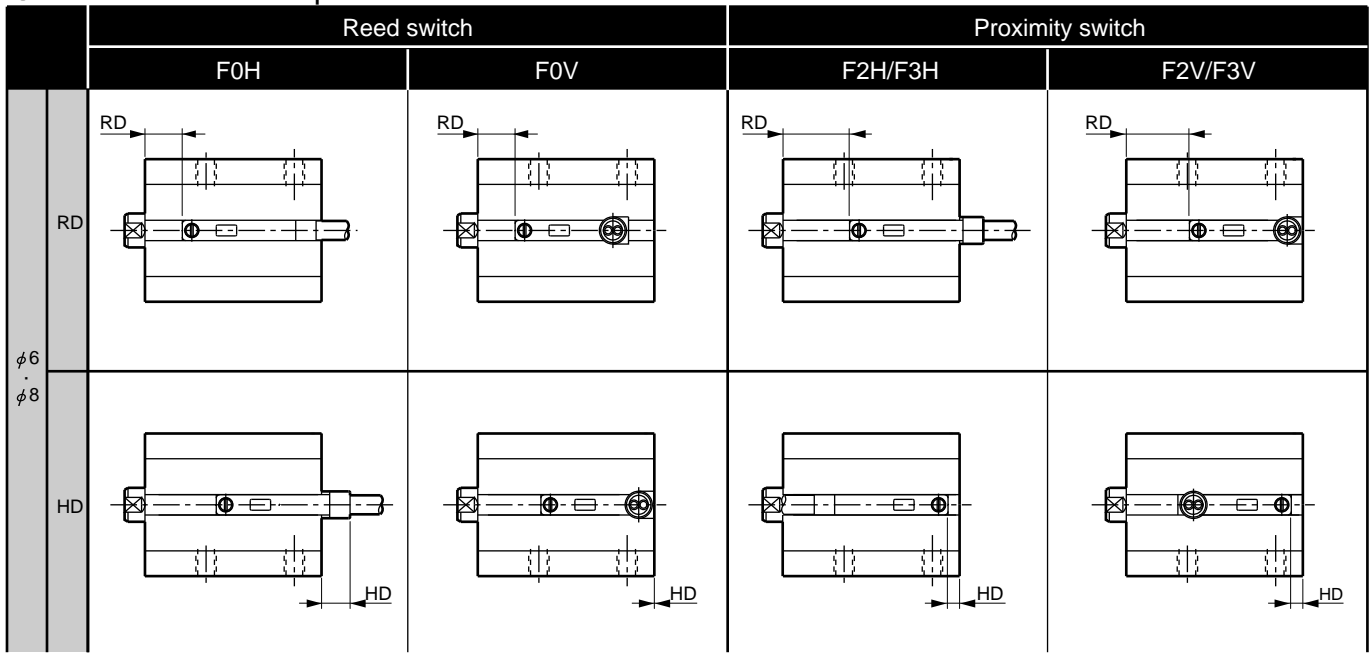 Reed switch Proximity switch
F0H F0V F2H/F3H F2V/F3V
RD RD RD RD
RD
φ6
·
φ8
HD
HD HD HD HD